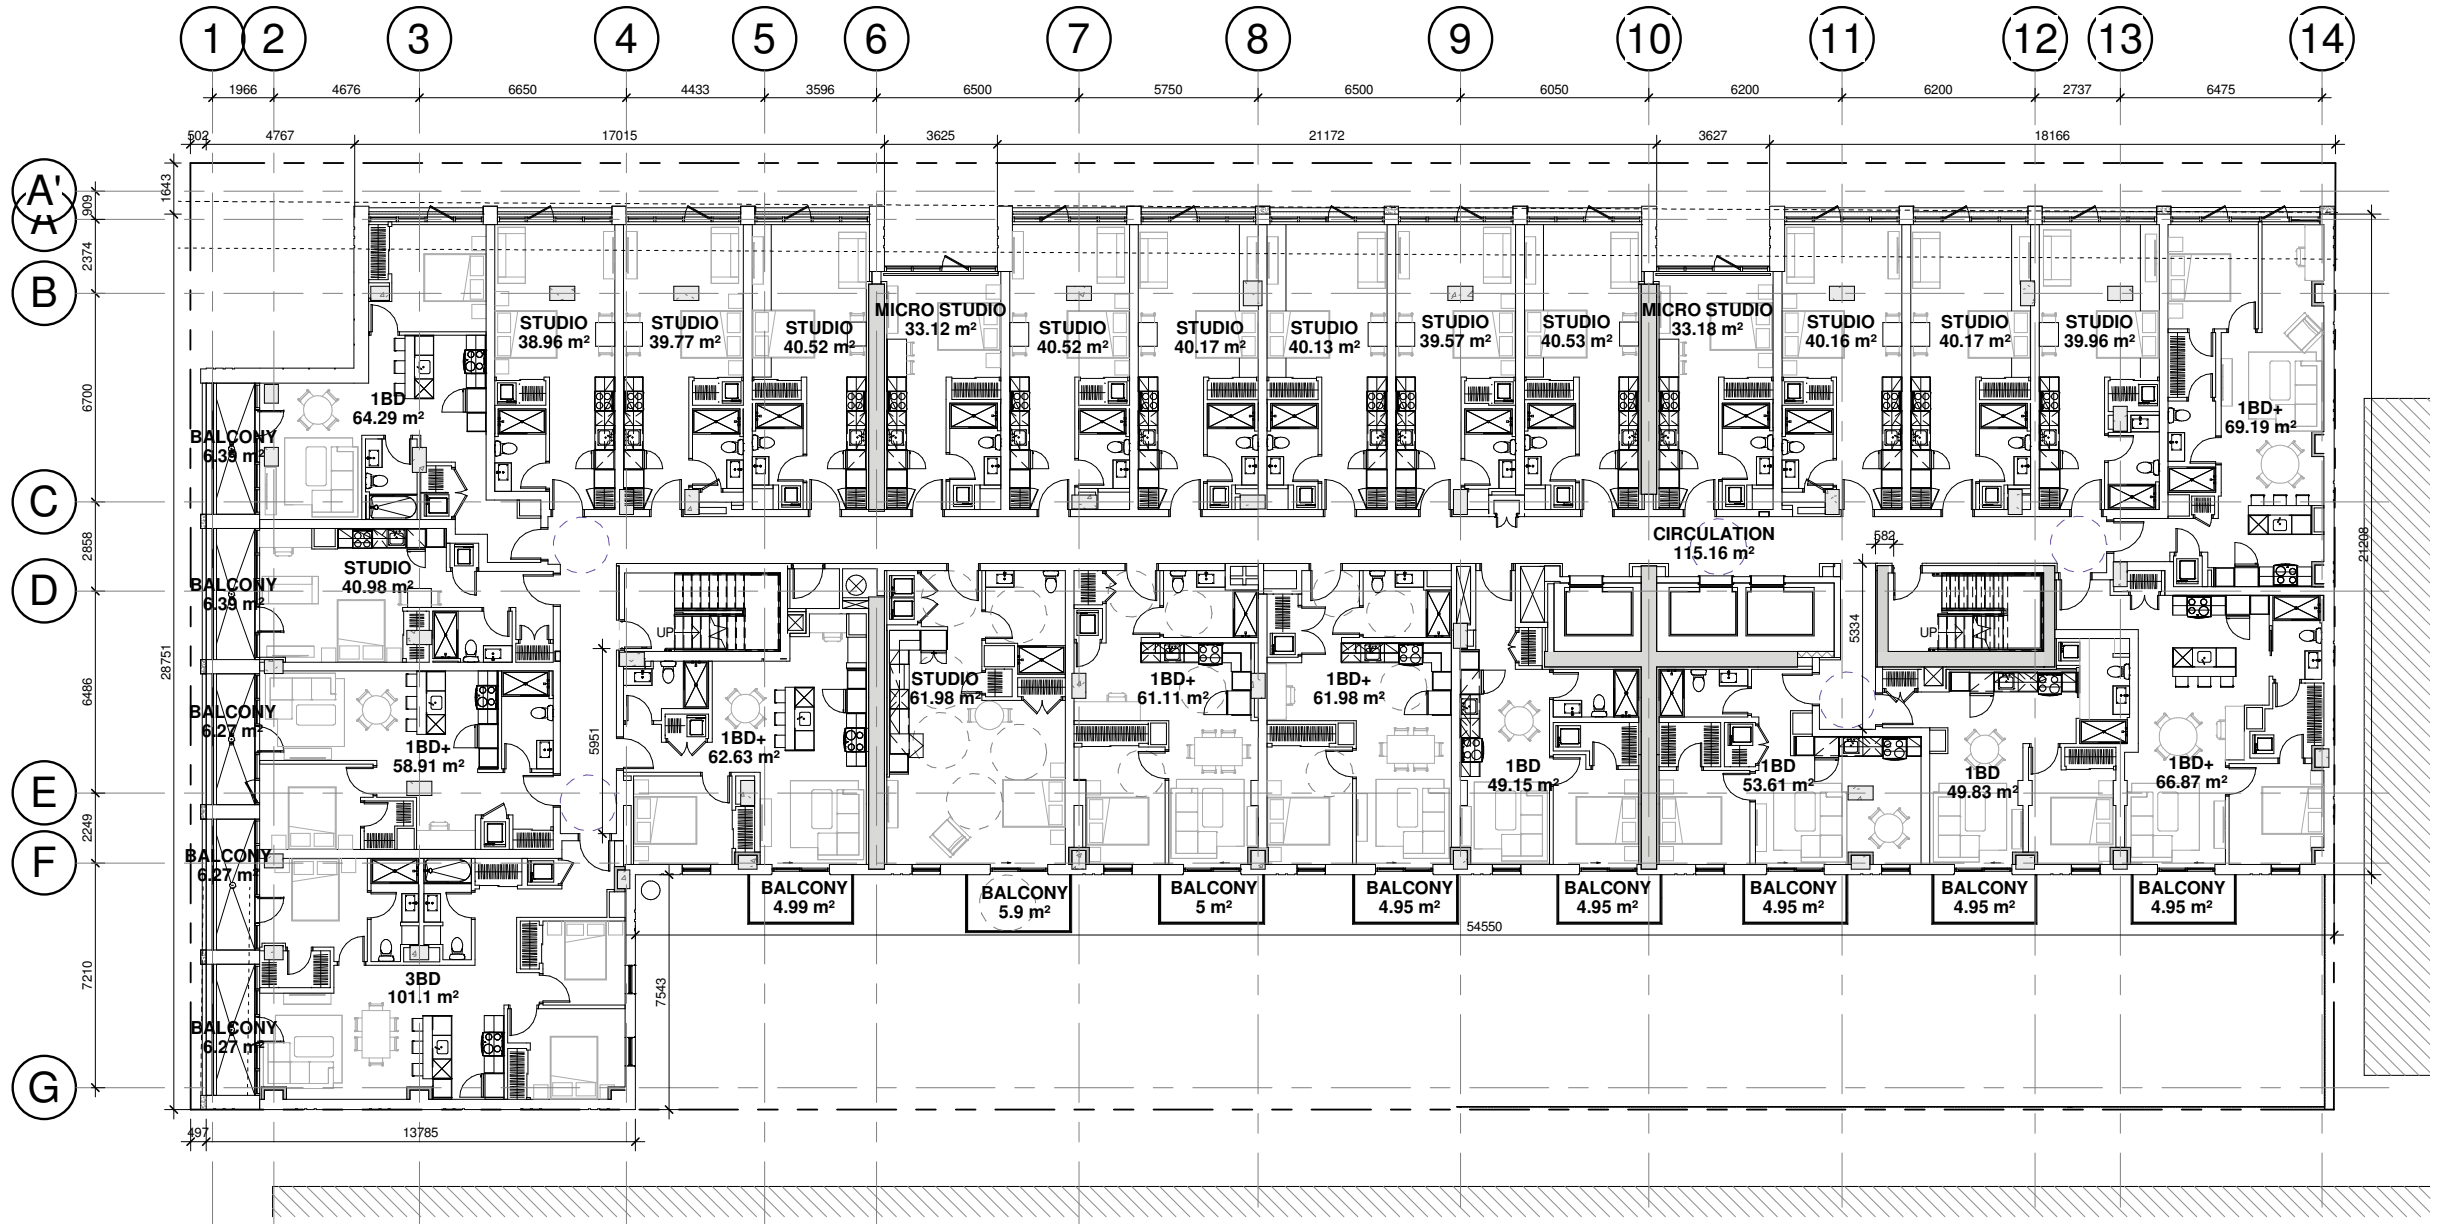 1 2 3 4 5 6 7 8 9 10 11 12 13 14
1966 4676 6650 4433 3596 6500 5750 6500 6050 6200 6200 2737 6475
502 4767 17015 3625 21172 3627 18166
A'
A
B
C
D
E
F
G
909
2374
6700
2858
6486
2249
7210
1643
28751
STUDIO
38.96 m²
STUDIO
39.77 m²
STUDIO
40.52 m²
MICRO STUDIO
33.12 m²
STUDIO
40.52 m²
STUDIO
40.17 m²
STUDIO
40.13 m²
STUDIO
39.57 m²
STUDIO
40.53 m²
MICRO STUDIO
33.18 m²
STUDIO
40.16 m²
STUDIO
40.17 m²
STUDIO
39.96 m²
1BD
64.29 m²
1BD+
69.19 m²
BALCONY
6.39 m²
CIRCULATION
115.16 m²
582
21208
STUDIO
40.98 m²
BALCONY
6.39 m²
UP
5334
UP
BALCONY
6.27 m²
1BD+
58.91 m²
5951
1BD+
62.63 m²
STUDIO
61.98 m²
1BD+
61.11 m²
1BD+
61.98 m²
1BD
49.15 m²
1BD
53.61 m²
1BD
49.83 m²
1BD+
66.87 m²
BALCONY
6.27 m²
BALCONY
4.99 m²
BALCONY
5.9 m²
BALCONY
5 m²
BALCONY
4.95 m²
BALCONY
4.95 m²
BALCONY
4.95 m²
BALCONY
4.95 m²
BALCONY
4.95 m²
54550
3BD
101.1 m²
7543
BALCONY
6.27 m²
497 13785